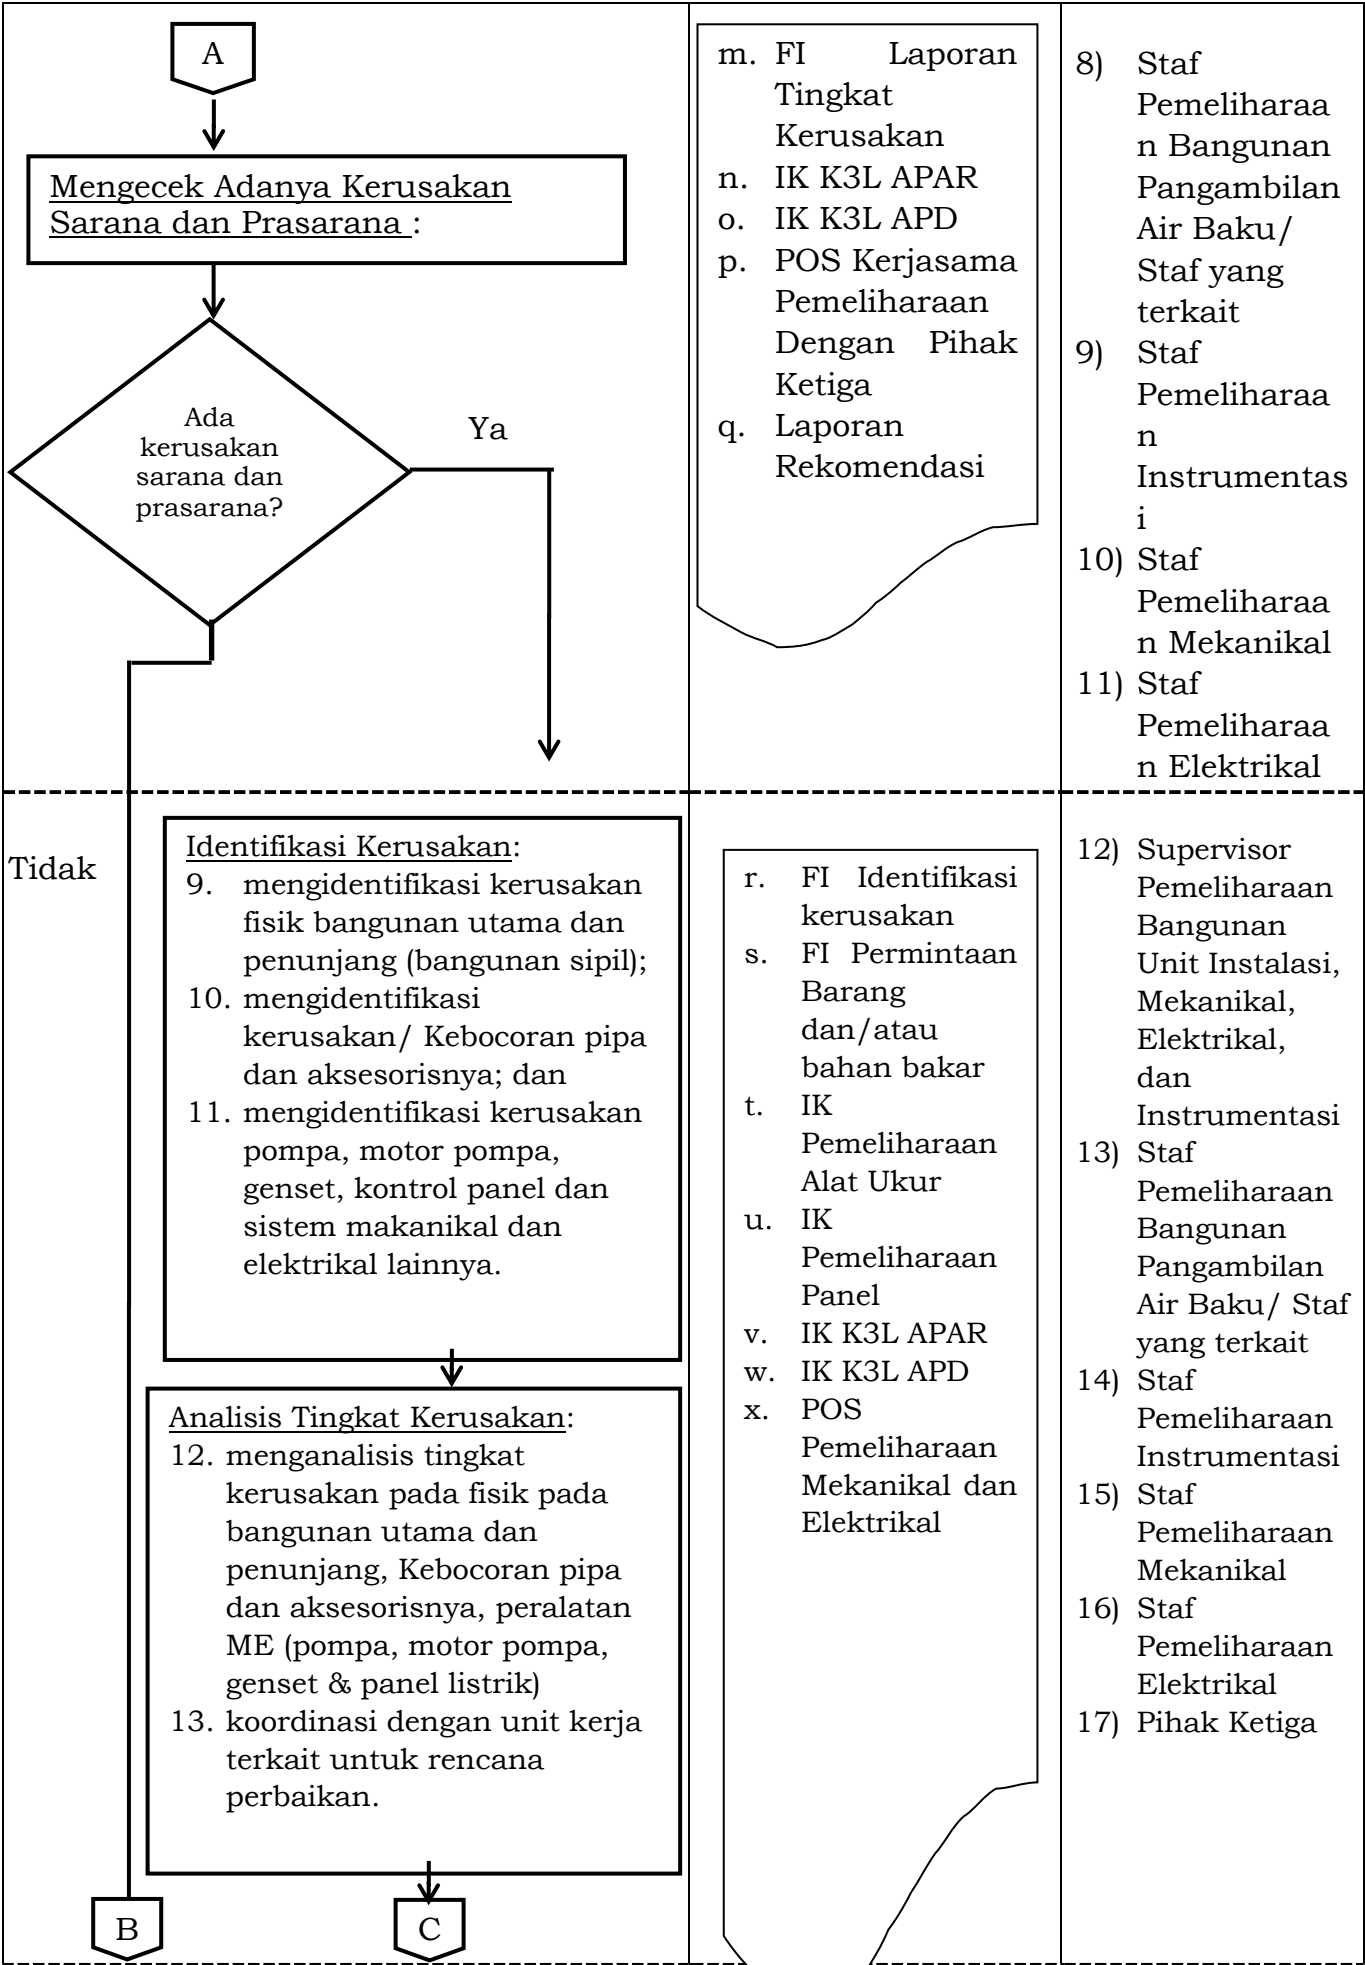 A
Mengecek Adanya Kerusakan
Sarana dan Prasarana :
Ada
kerusakan
sarana dan
prasarana?
Ya
m. FI Laporan
Tingkat
Kerusakan
n. IK K3L APAR
o. IK K3L APD
p. POS Kerjasama
Pemeliharaan
Dengan Pihak
Ketiga
q. Laporan
Rekomendasi
8) Staf
Pemeliharaa
n Bangunan
Pangambilan
Air Baku/
Staf yang
terkait
9) Staf
Pemeliharaa
n
Instrumentas
i
10) Staf
Pemeliharaa
n Mekanikal
11) Staf
Pemeliharaa
n Elektrikal
Tidak
Identifikasi Kerusakan:
9. mengidentifikasi kerusakan
fisik bangunan utama dan
penunjang (bangunan sipil);
10. mengidentifikasi
kerusakan/ Kebocoran pipa
dan aksesorisnya; dan
11. mengidentifikasi kerusakan
pompa, motor pompa,
genset, kontrol panel dan
sistem makanikal dan
elektrikal lainnya.
Analisis Tingkat Kerusakan:
12. menganalisis tingkat
kerusakan pada fisik pada
bangunan utama dan
penunjang, Kebocoran pipa
dan aksesorisnya, peralatan
ME (pompa, motor pompa,
genset & panel listrik)
13. koordinasi dengan unit kerja
terkait untuk rencana
perbaikan.
B
C
r. FI Identifikasi
kerusakan
s. FI Permintaan
Barang
dan/atau
bahan bakar
t. IK
Pemeliharaan
Alat Ukur
u. IK
Pemeliharaan
Panel
v. IK K3L APAR
w. IK K3L APD
x. POS
Pemeliharaan
Mekanikal dan
Elektrikal
12) Supervisor
Pemeliharaan
Bangunan
Unit Instalasi,
Mekanikal,
Elektrikal,
dan
Instrumentasi
13) Staf
Pemeliharaan
Bangunan
Pangambilan
Air Baku/ Staf
yang terkait
14) Staf
Pemeliharaan
Instrumentasi
15) Staf
Pemeliharaan
Mekanikal
16) Staf
Pemeliharaan
Elektrikal
17) Pihak Ketiga